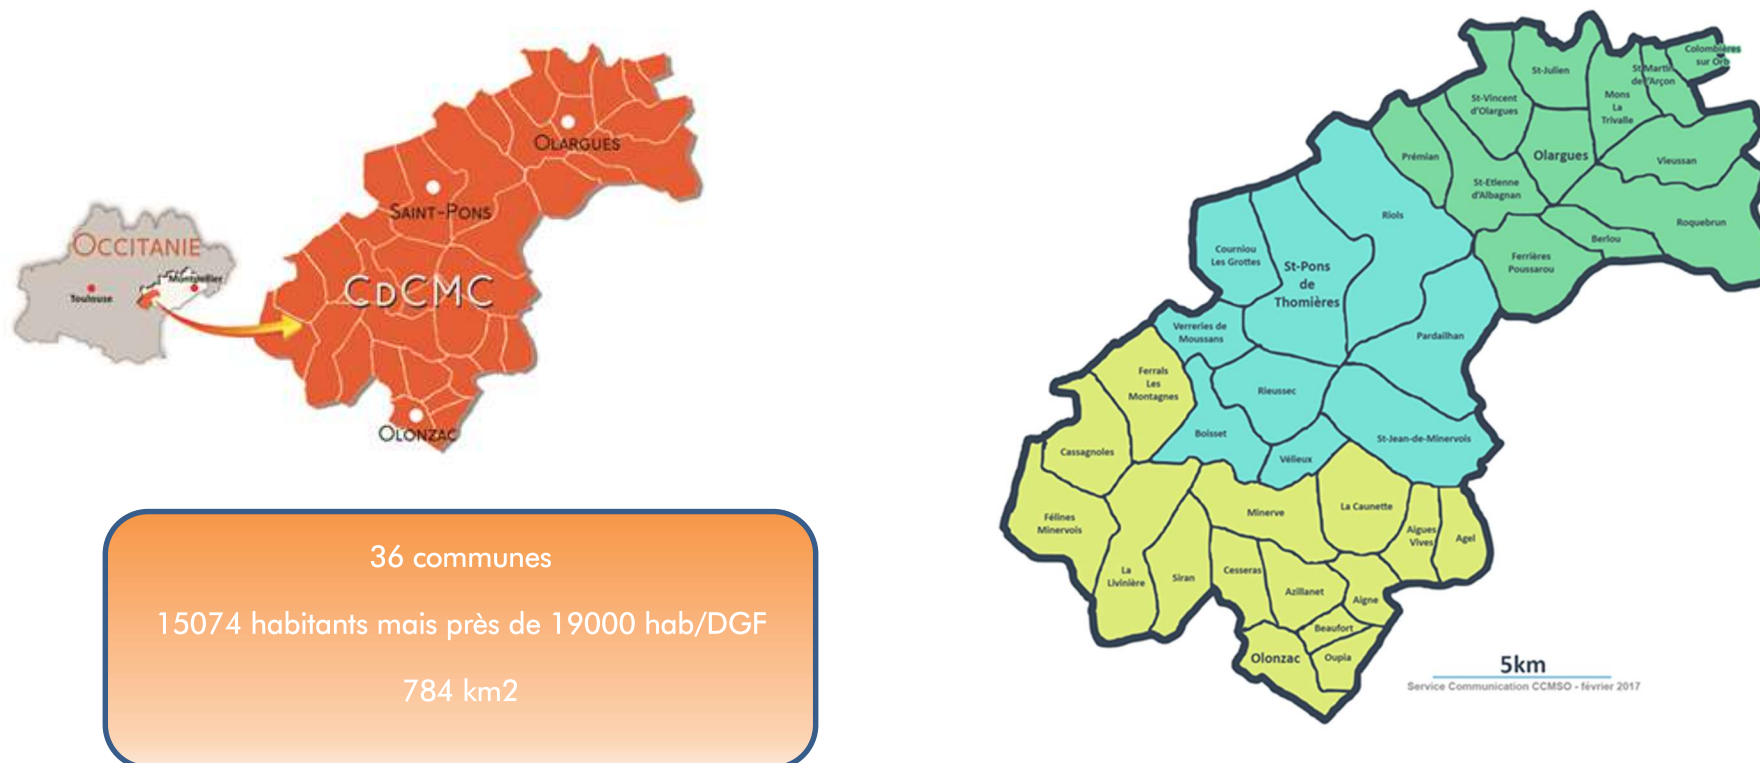 OCCITANIE
Toulouse
Montpellier
OLARGUES
SAINT-PONS
CDCMC
OLONZAC
36 communes
15074 habitants mais près de 19000 hab/DGF
784 km2
Colombières
sur Orb
St-Julien
St Martin
de l'Arçon
Mons
La
Trivalle
St-Vincent
d'Olargues
Prémian
Olargues
Vieussan
St-Etienne
d'Albagnan
Roquebrun
Berlou
Ferrières
Poussarou
Riols
Courniou
Les Grottes
St-Pons
de
Thomières
Verreries de
Moussans
Pardailhan
Rieussec
Boisset
Vélieux
St-Jean-de-Minervois
Ferrals
Les
Montagnes
Cassagnoles
Félines
Minervois
La
Livinière
Siran
Minerve
La Caunette
Aigues
Vives
Agel
Cesseras
Azillanet
Aigne
Beaufort
Olonzac
Oupia
5km
Service Communication CCMSO - février 2017